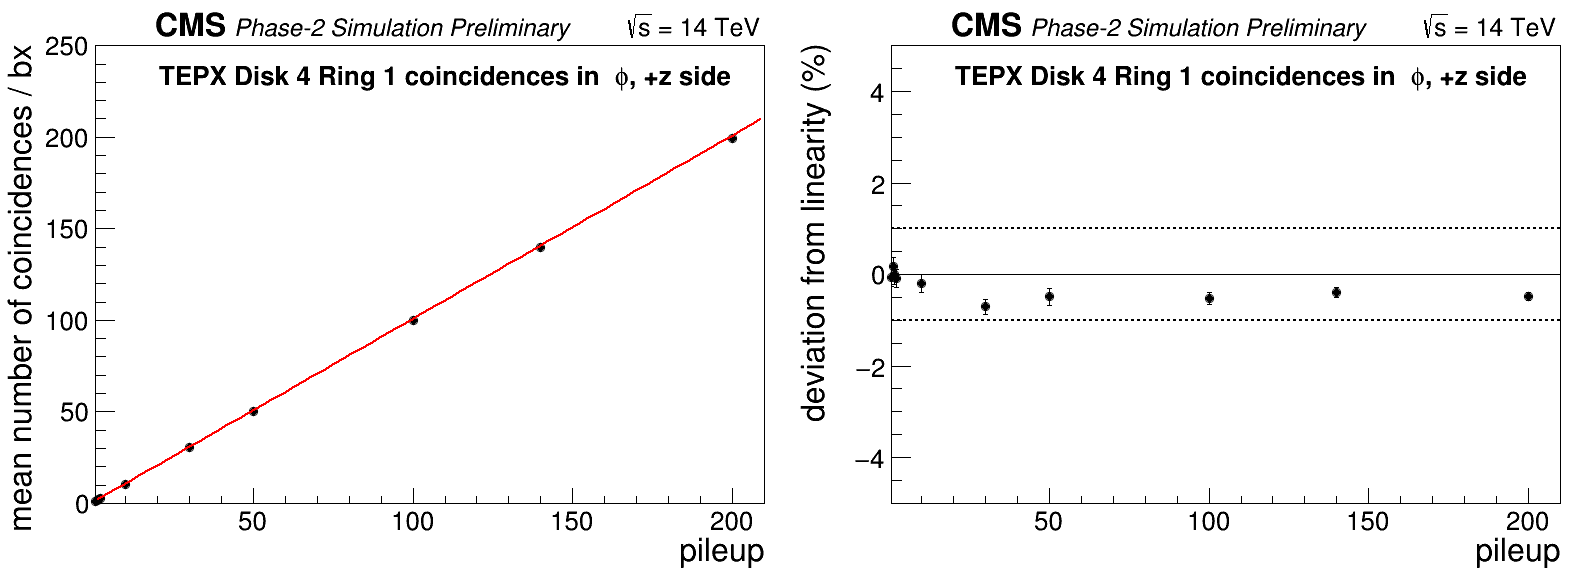 CMS Phase-2 Simulation Preliminary √s = 14 TeV
TEPX Disk 4 Ring 1 coincidences in ϕ, +z side
mean number of coincidences / bx
250
200
150
100
50
0
50 100 150 200
pileup
CMS Phase-2 Simulation Preliminary √s = 14 TeV
TEPX Disk 4 Ring 1 coincidences in ϕ, +z side
deviation from linearity (%)
4
2
0
−2
−4
50 100 150 200
pileup